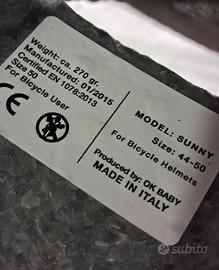 Weight: ca. 270 gr.
Manufactured: 01/2015
Certified EN 1078:2013
Size 50
For Bicycle User
CE
MODEL: SUNNY
Size: 44-50
For Bicycle Helmets
Produced by: OK BABY
MADE IN ITALY
subito